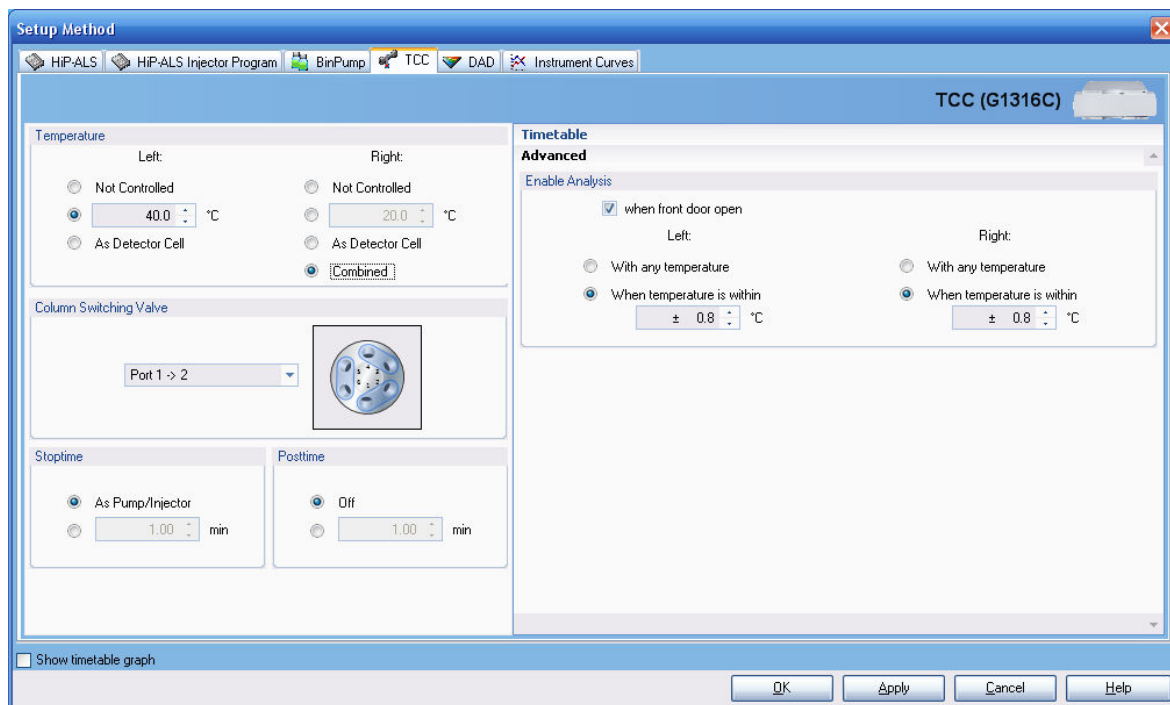 Setup Method
HiP-ALS HiP-ALS Injector Program BinPump TCC DAD Instrument Curves
TCC (G1316C)
Temperature
Left: Right:
Not Controlled Not Controlled
40.0 °C 20.0 °C
As Detector Cell As Detector Cell
Combined
Column Switching Valve
Port 1 -> 2
Stoptime Posttime
As Pump/Injector Off
1.00 min 1.00 min
Timetable
Advanced
Enable Analysis
when front door open
Left: Right:
With any temperature With any temperature
When temperature is within When temperature is within
± 0.8 °C ± 0.8 °C
Show timetable graph
OK Apply Cancel Help